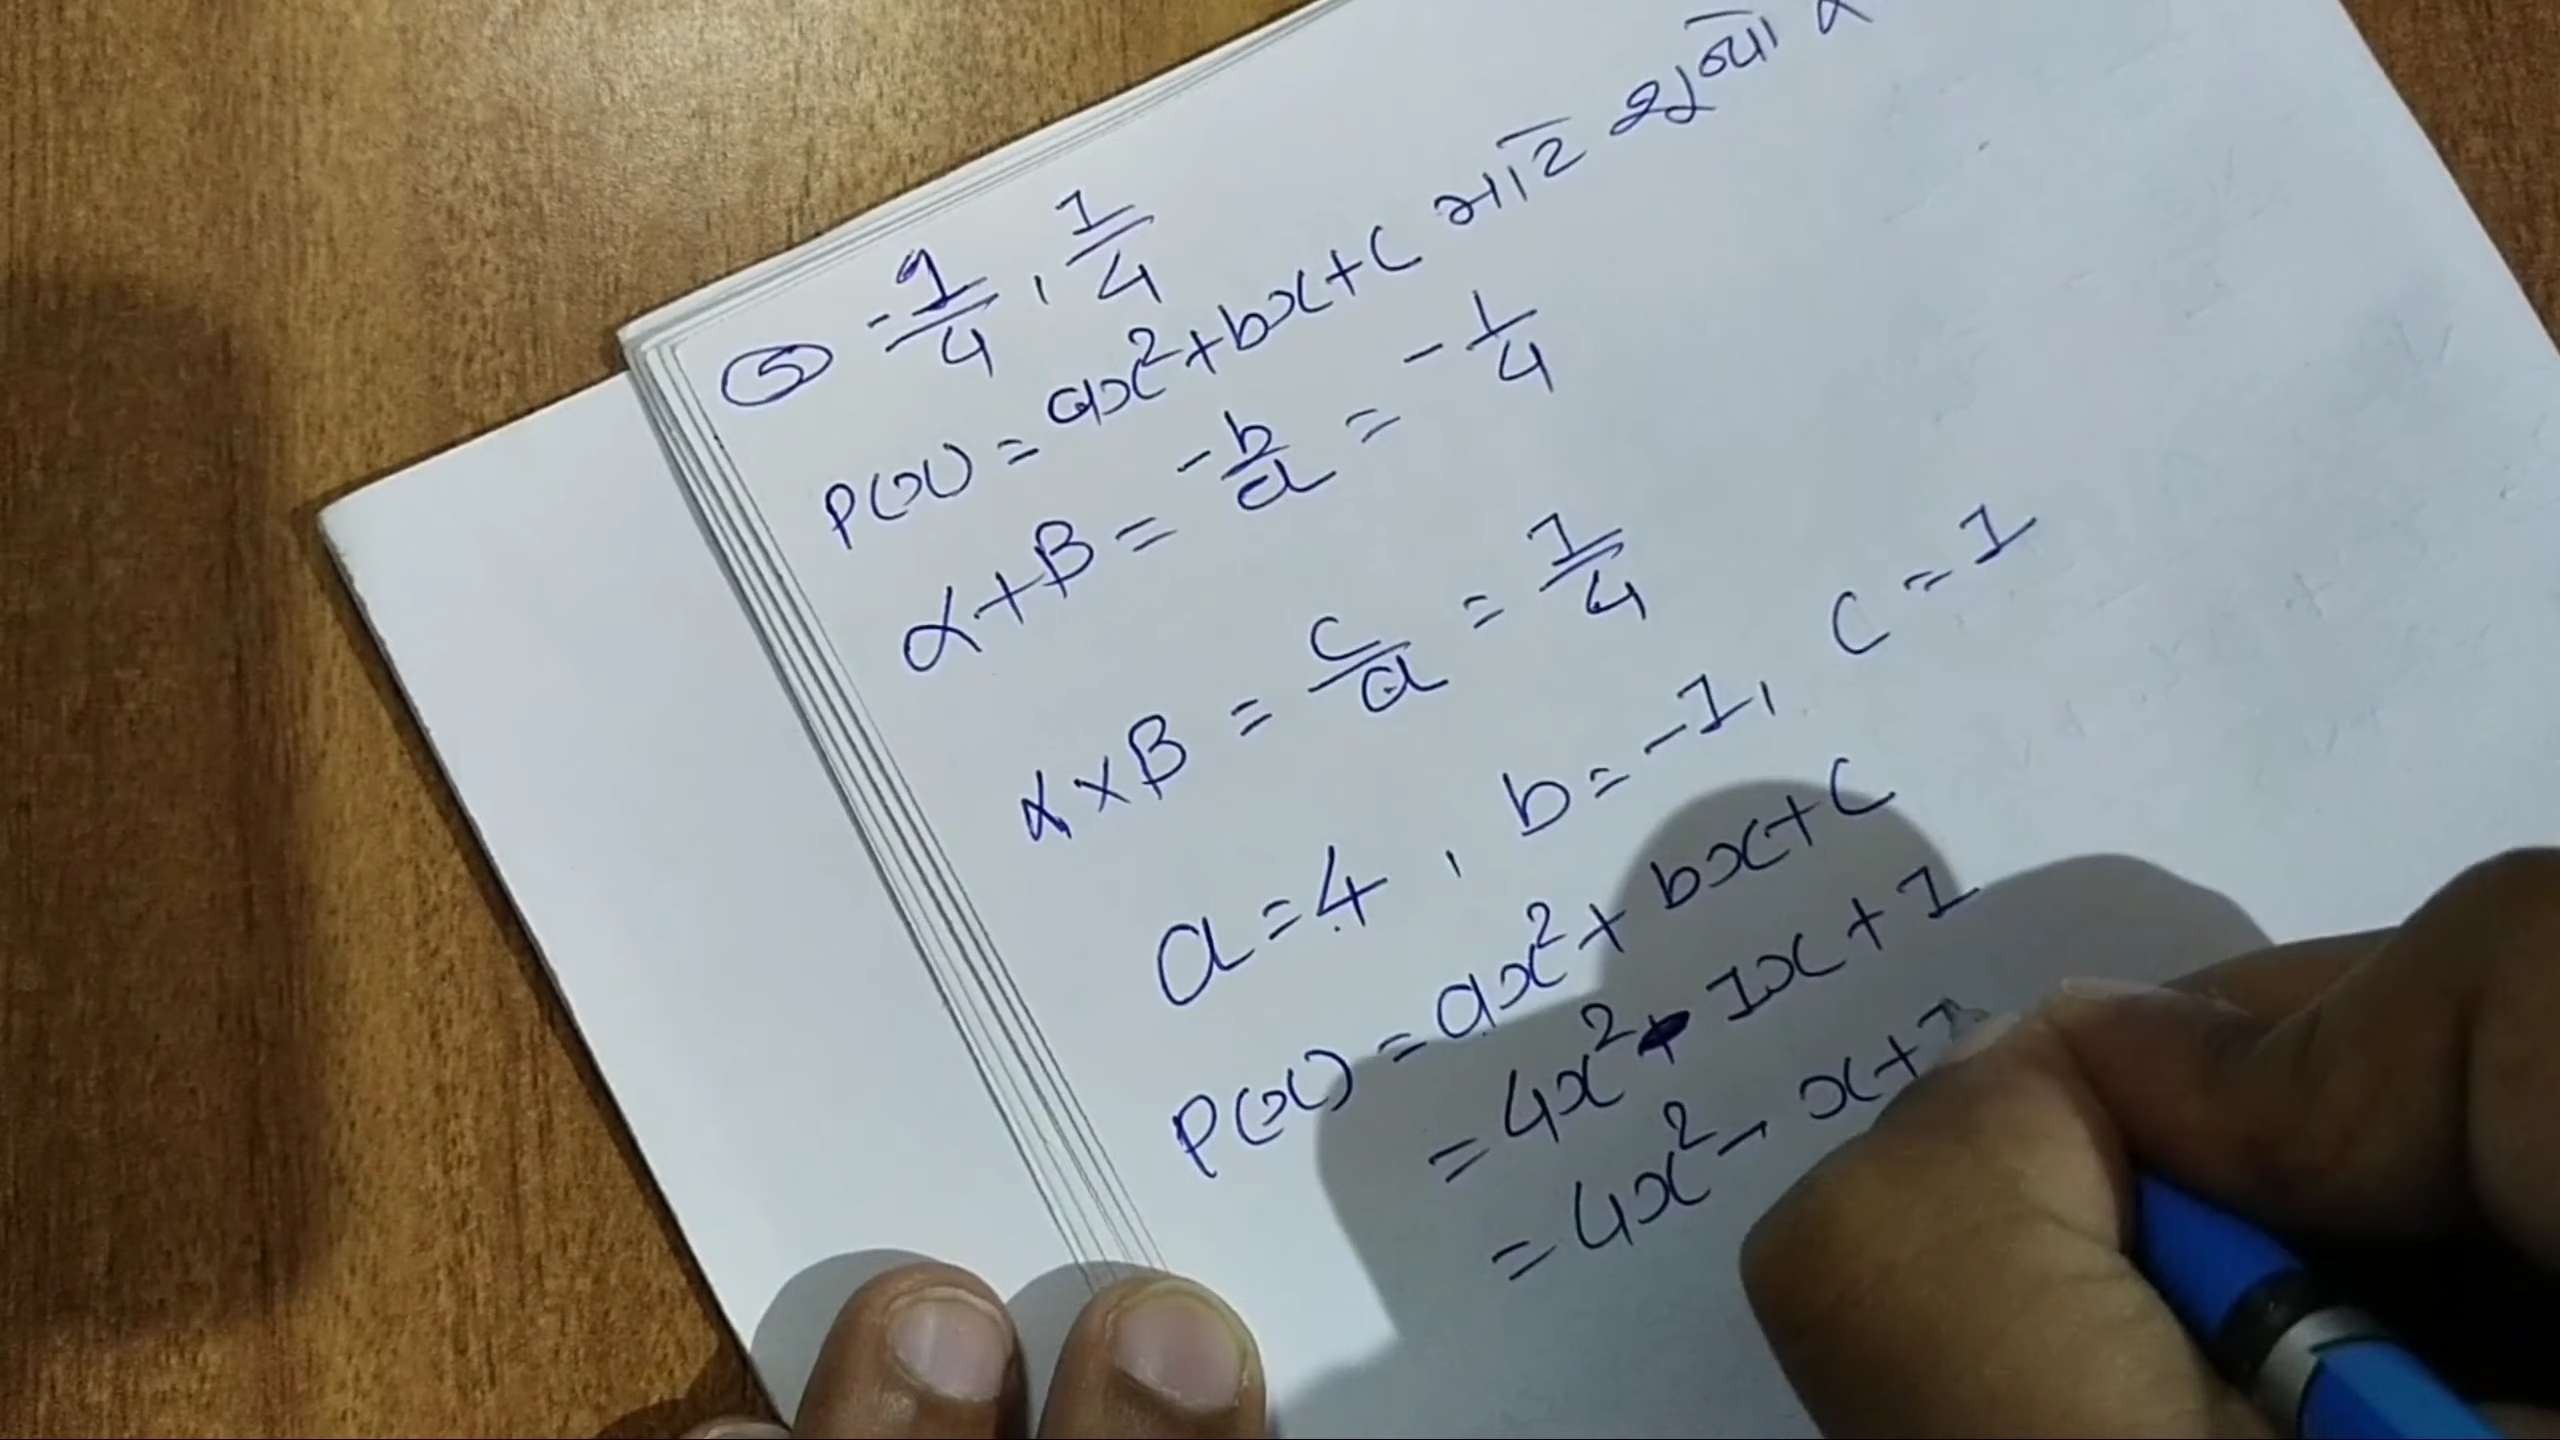 ⑤ -1/4 , 1/4
P(x) = ax²+bx+c
α+β = -b/a = -1/4
α×β = c/a = 1/4
a=4 , b=-1, c=1
P(x) = ax²+bx+c
= 4x² - 1x+1
= 4x² - x+1